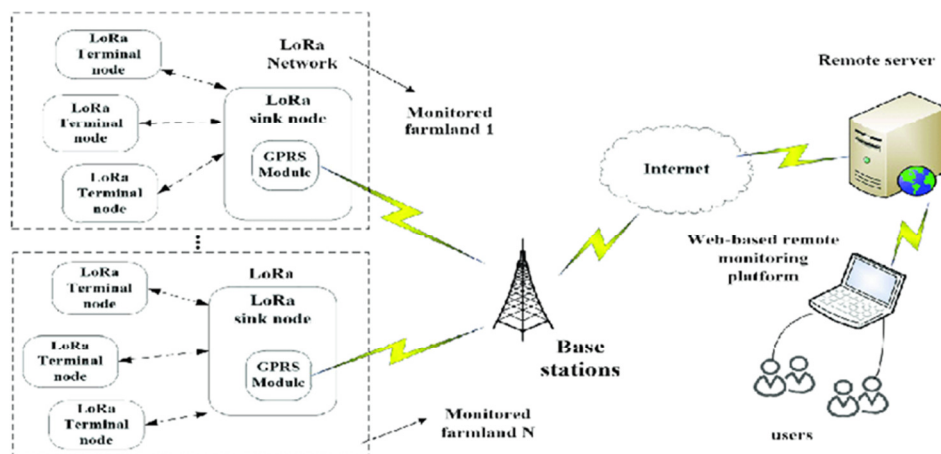 LoRa
Terminal
node
LoRa
Terminal
node
LoRa
Terminal
node
LoRa
Network
LoRa
sink node
GPRS
Module
Monitored
farmland 1
LoRa
Terminal
node
LoRa
Terminal
node
LoRa
Terminal
node
LoRa
LoRa
sink node
GPRS
Module
Monitored
farmland N
Base
stations
Internet
Remote server
Web-based remote
monitoring
platform
users